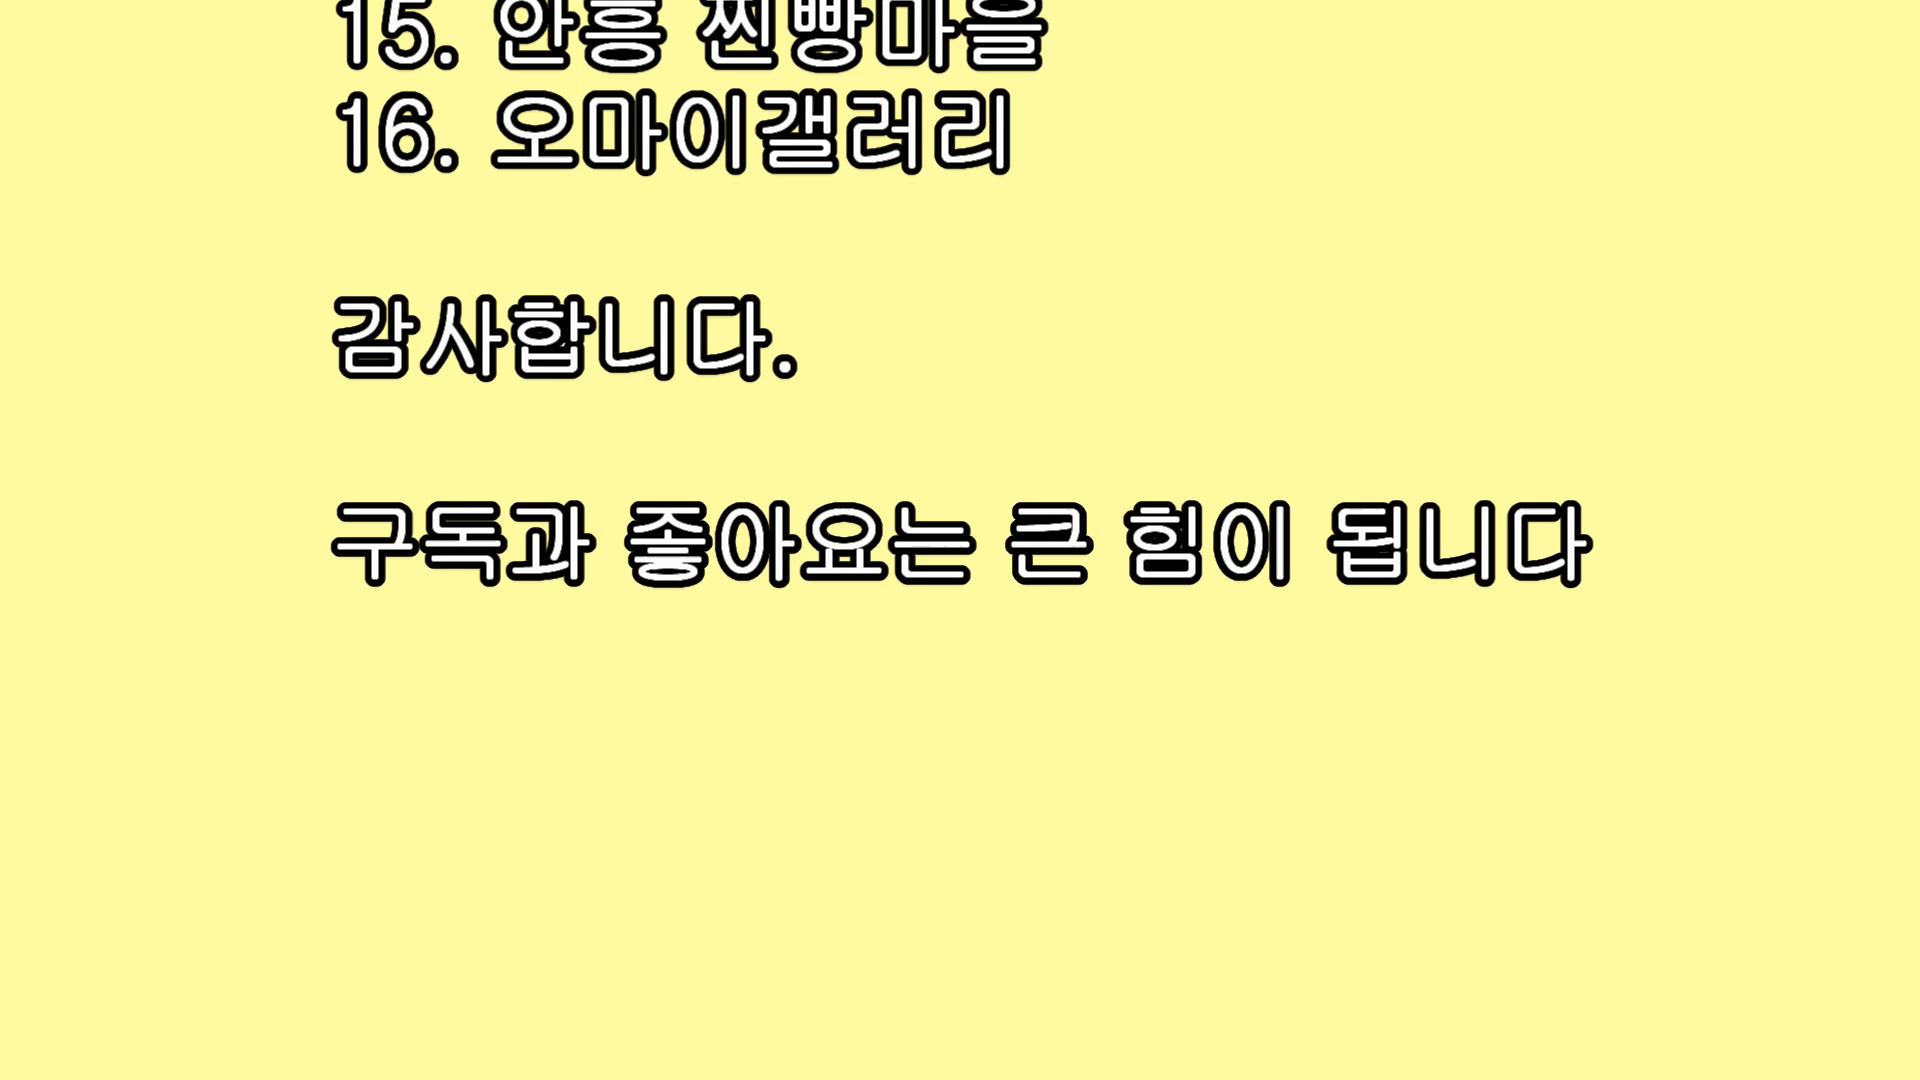 15. 안흥 찐빵마을
16. 오마이갤러리
감사합니다.
구독과 좋아요는 큰 힘이 됩니다